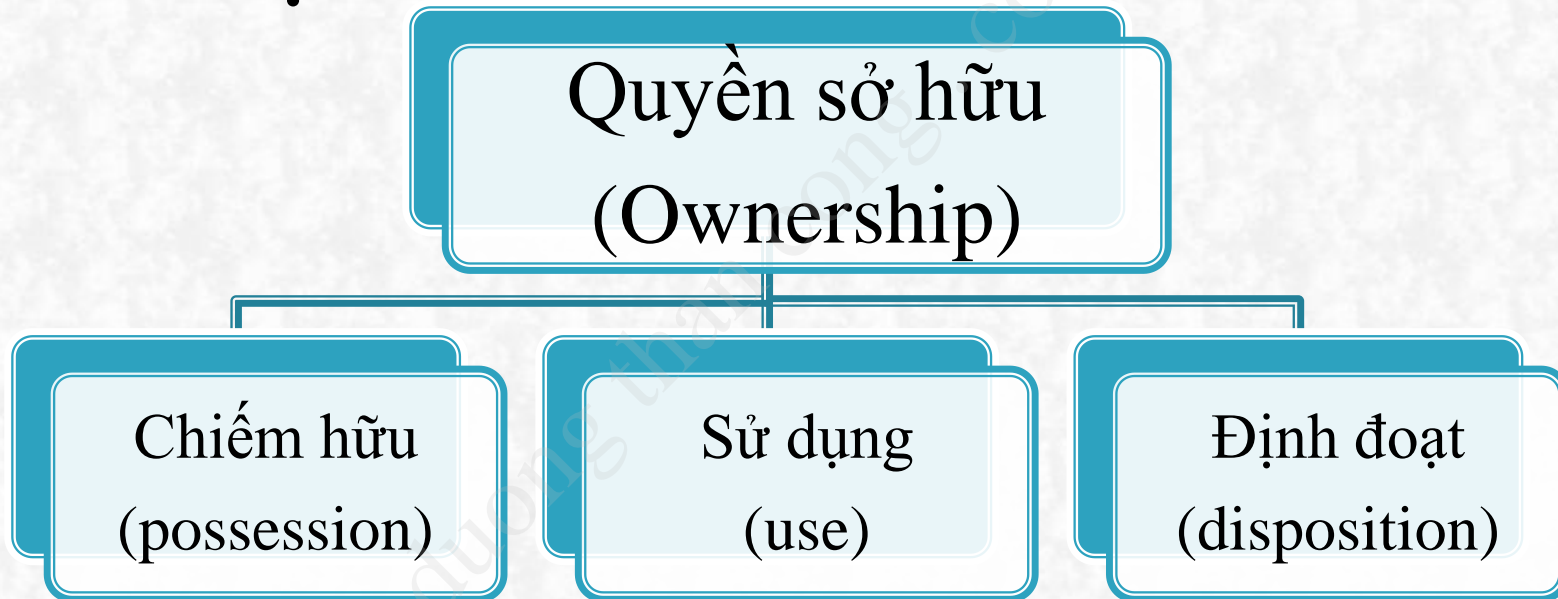 Quyền sở hữu
(Ownership)
Chiếm hữu
(possession)
Sử dụng
(use)
Định đoạt
(disposition)